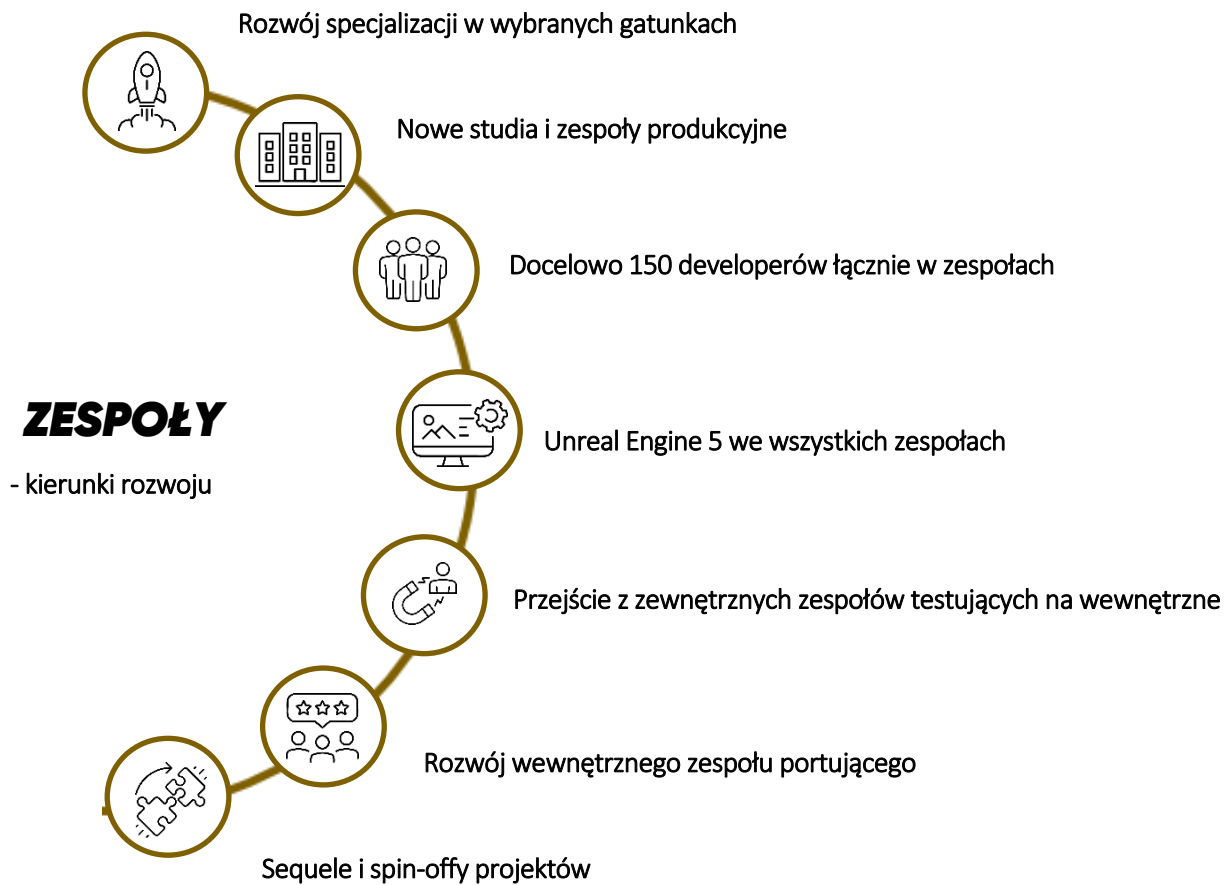 Rozwój specjalizacji w wybranych gatunkach
Nowe studia i zespoły produkcyjne
Docelowo 150 developerów łącznie w zespołach
ZESPOŁY
- kierunki rozwoju
Unreal Engine 5 we wszystkich zespołach
Przejście z zewnętrznych zespołów testujących na wewnętrzne
Rozwój wewnętrznego zespołu portującego
Sequele i spin-offy projektów